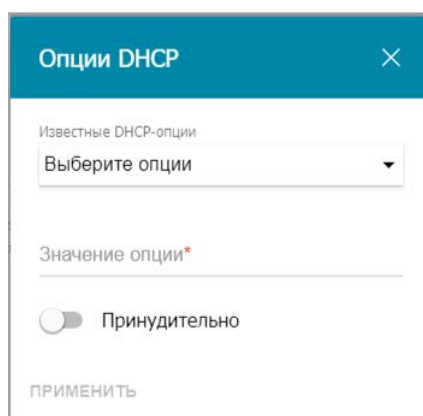 Опции DHCP
Известные DHCP-опции
Выберите опции
Значение опции*
Принудительно
ПРИМЕНИТЬ